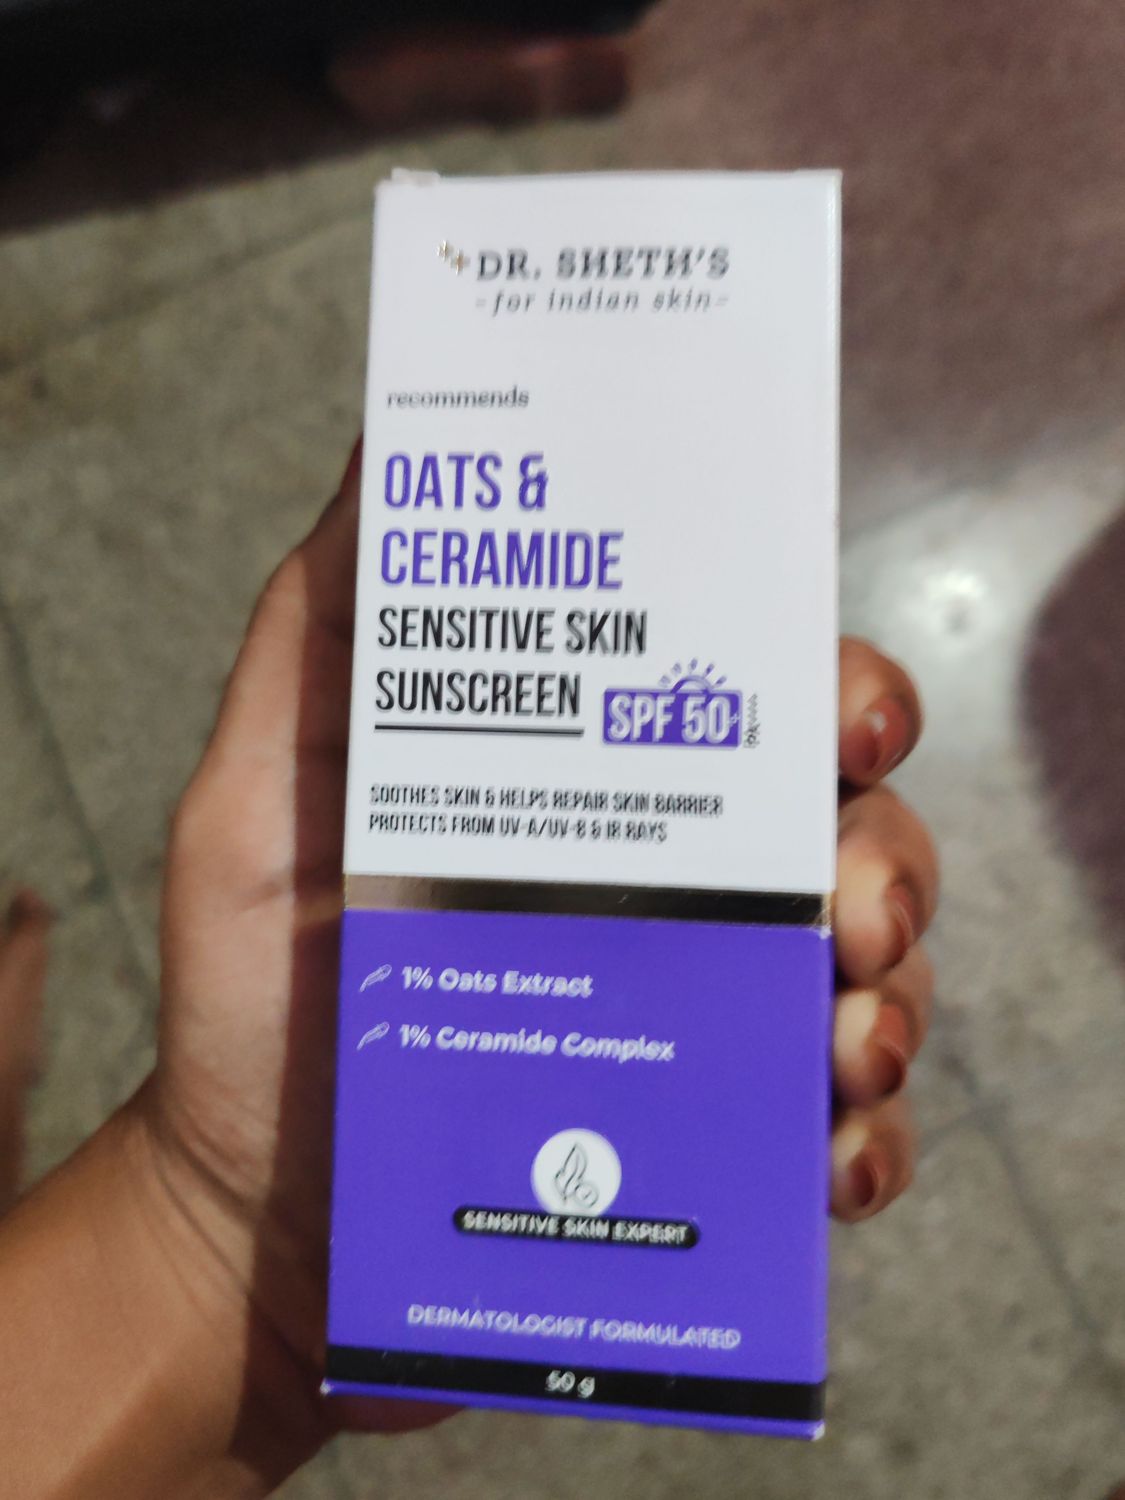 DR. SHETH'S
-for indian skin-
recommends
OATS &
CERAMIDE
SENSITIVE SKIN
SUNSCREEN
SPF 50+
SOOTHES SKIN & HELPS REPAIR SKIN BARRIER
PROTECTS FROM UV-A/UV-B & IR RAYS
1% Oats Extract
1% Ceramide Complex
SENSITIVE SKIN EXPERT
DERMATOLOGIST FORMULATED
50 g